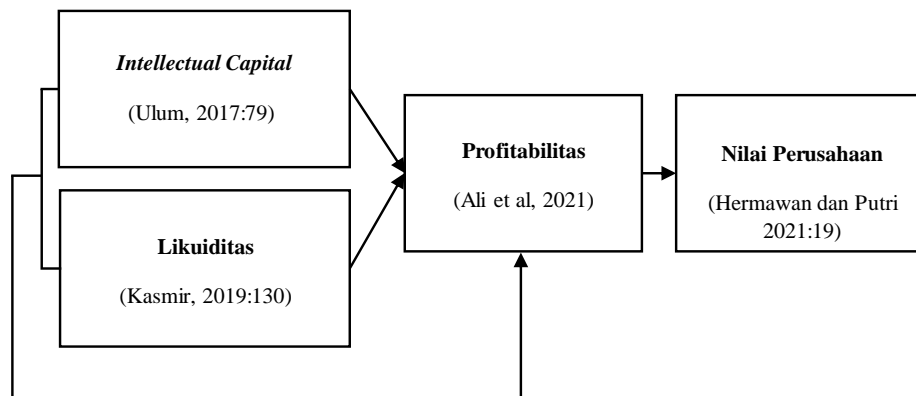 Intellectual Capital
(Ulum, 2017:79)
Likuiditas
(Kasmir, 2019:130)
Profitabilitas
(Ali et al, 2021)
Nilai Perusahaan
(Hermawan dan Putri
2021:19)